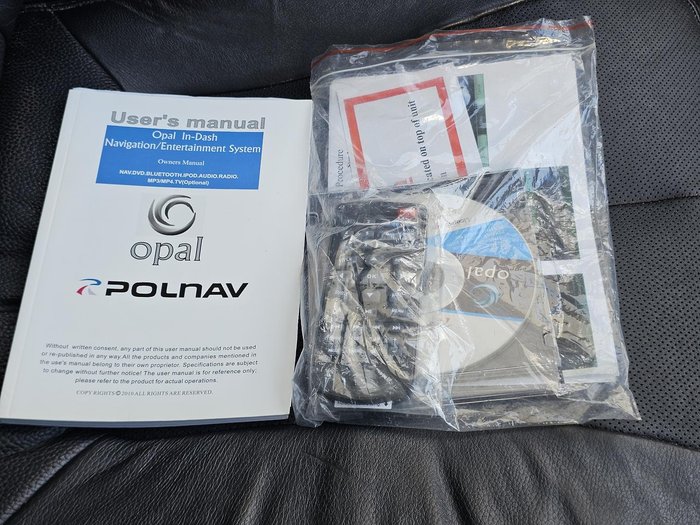 User's manual
Opal In-Dash
Navigation/Entertainment System
Owners Manual
NAV.DVD.BLUETOOTH.IPOD.AUDIO.RADIO.
MP3/MP4.TV(Optional)
opal
POLNAV
Without written consent, any part of this user manual should not be used
or re-published in any way.All the products and companies mentioned in
the use's manual belong to their own proprietor. Specifications are subject
to change without further notice! The user manual is for reference only;
please refer to the product for actual operations.
COPY RIGHTS©2010 ALL RIGHTS ARE RESERVED.
Procedure
cated on top of unit
opal